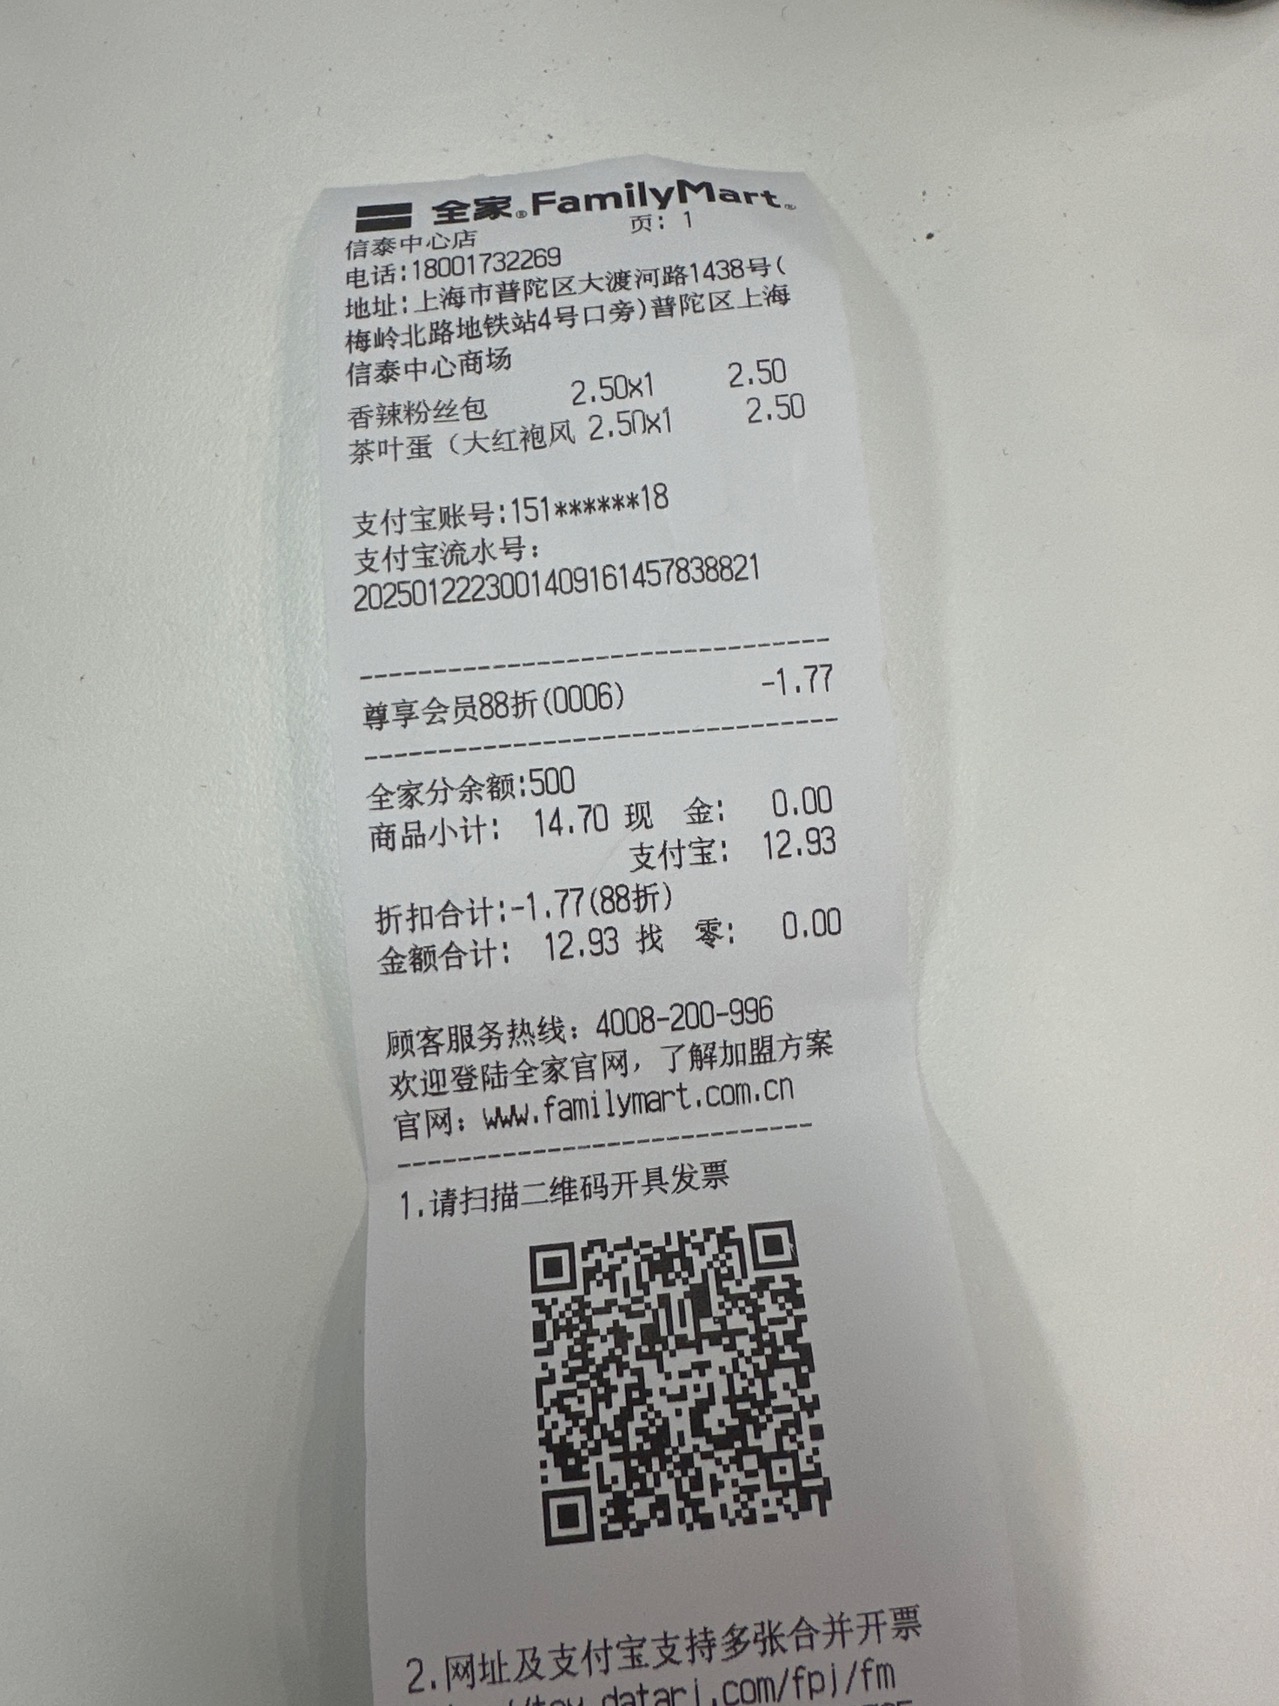 全家®FamilyMart®
页: 1
信泰中心店
电话:18001732269
地址:上海市普陀区大渡河路1438号(
梅岭北路地铁站4号口旁)普陀区上海
信泰中心商场
香辣粉丝包 2.50x1 2.50
茶叶蛋（大红袍风 2.50x1 2.50
支付宝账号:151******18
支付宝流水号:
2025012223001409161457838821
--------------------------------
尊享会员88折(0006) -1.77
--------------------------------
全家分余额:500
商品小计: 14.70 现 金: 0.00
支付宝: 12.93
折扣合计:-1.77(88折)
金额合计: 12.93 找 零: 0.00
顾客服务热线: 4008-200-996
欢迎登陆全家官网, 了解加盟方案
官网: www.familymart.com.cn
----------------------------
1.请扫描二维码开具发票
2.网址及支付宝支持多张合并开票
datarj.com/fpj/fm